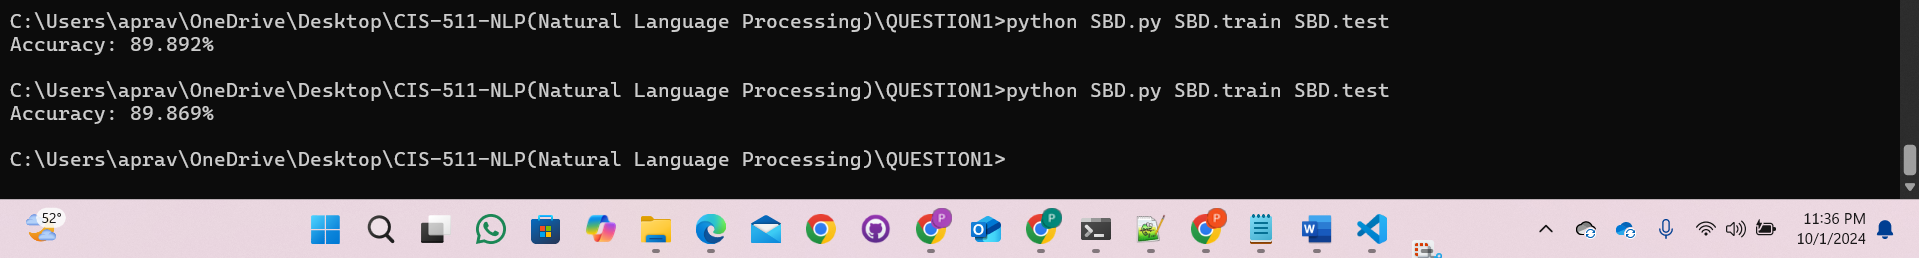 C:\Users\aprav\OneDrive\Desktop\CIS-511-NLP(Natural Language Processing)\QUESTION1>python SBD.py SBD.train SBD.test
Accuracy: 89.892%
C:\Users\aprav\OneDrive\Desktop\CIS-511-NLP(Natural Language Processing)\QUESTION1>python SBD.py SBD.train SBD.test
Accuracy: 89.869%
C:\Users\aprav\OneDrive\Desktop\CIS-511-NLP(Natural Language Processing)\QUESTION1>
52°
P
P
P
11:36 PM
10/1/2024